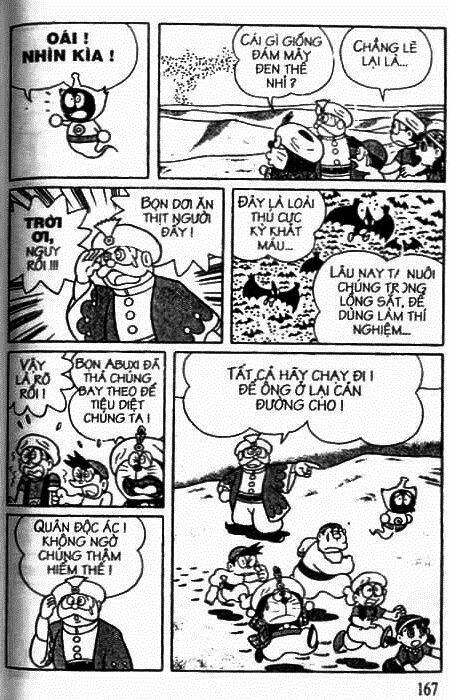 OÁI !
NHÌN KÌA !
CÁI GÌ GIỐNG
ĐÁM MÂY
ĐEN THẾ
NHỈ ?
CHẲNG LẼ
LẠI LÀ...
TRỜI
ƠI,
NGUY
RỒI !!!
BỌN DƠI ĂN
THỊT NGƯỜI
ĐẤY !
ĐÂY LÀ LOÀI
THÚ CỰC
KỲ KHÁT
MÁU...
LÂU NAY TA NUÔI
CHÚNG TRONG
LỒNG SẮT, ĐỂ
DÙNG LÀM THÍ
NGHIỆM...
VẬY
LÀ RÕ
RỒI !
BỌN ABUXI ĐÃ
THẢ CHÚNG
BAY THEO ĐỂ
TIÊU DIỆT
CHÚNG TA !
QUÂN ĐỘC ÁC !
KHÔNG NGỜ
CHÚNG THÂM
HIỂM THẾ !
TẤT CẢ HÃY CHẠY ĐI !
ĐỂ ÔNG Ở LẠI CẢN
ĐƯỜNG CHO !
167